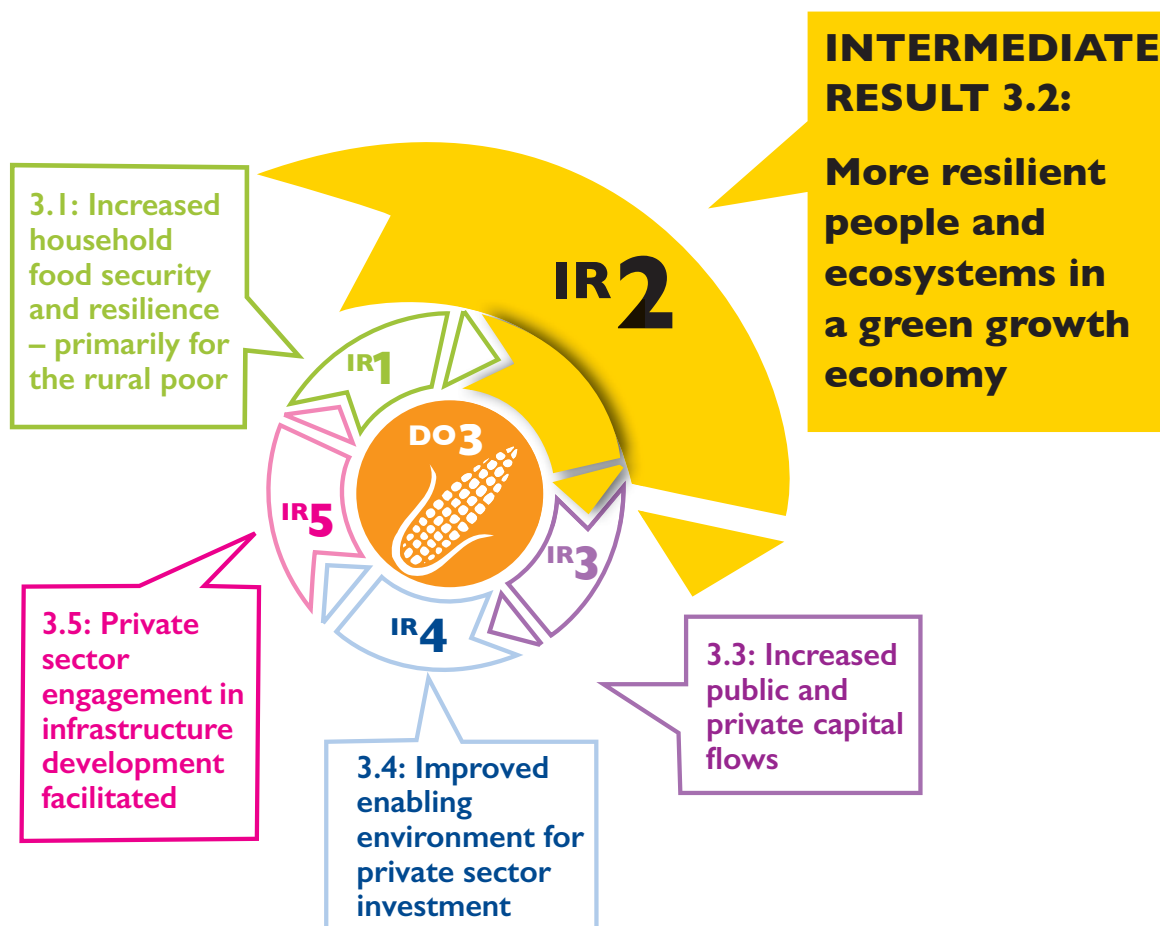 INTERMEDIATE
RESULT 3.2:
More resilient
people and
ecosystems in
a green growth
economy
3.1: Increased
household
food security
and resilience
– primarily for
the rural poor
IR2
IR1
DO3
IR5
IR3
IR4
3.5: Private
sector
engagement in
infrastructure
development
facilitated
3.3: Increased
public and
private capital
flows
3.4: Improved
enabling
environment for
private sector
investment